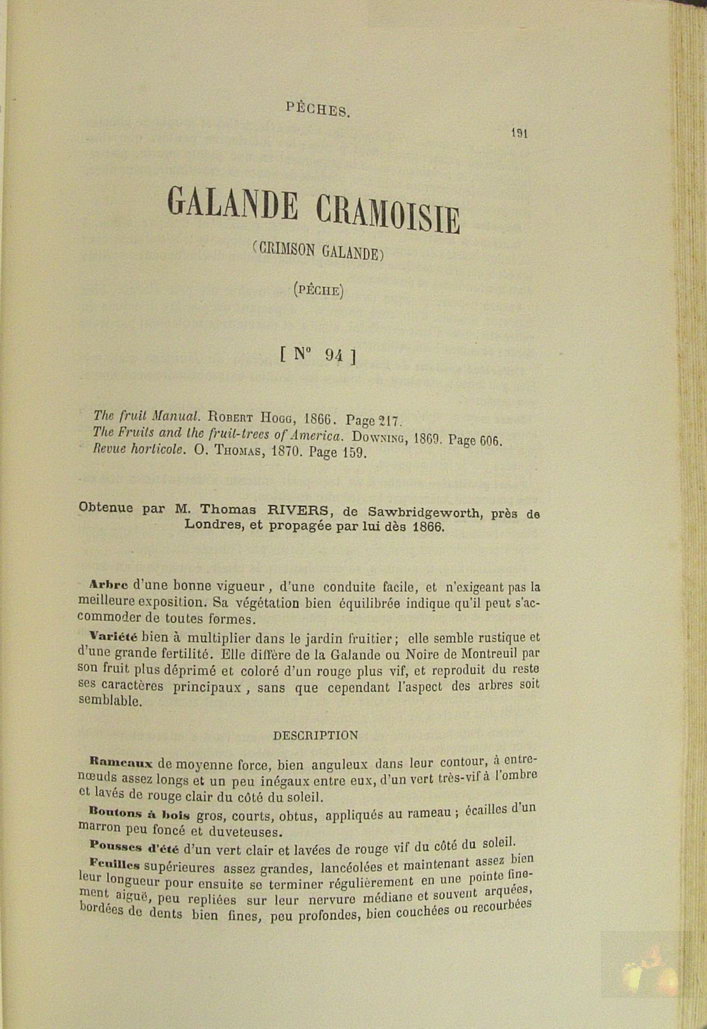 PÊCHES.
191
GALANDE CRAMOISIE
(CRIMSON GALANDE)
(PÊCHE)
[ N° 94 ]
The fruit Manual. ROBERT HOGG, 1866. Page 217.
The Fruits and the fruit-trees of America. DOWNING, 1869. Page 606.
Revue horticole. O. THOMAS, 1870. Page 159.
Obtenue par M. Thomas RIVERS, de Sawbridgeworth, près de
Londres, et propagée par lui dès 1866.
Arbre d'une bonne vigueur, d'une conduite facile, et n'exigeant pas la
meilleure exposition. Sa végétation bien équilibrée indique qu'il peut s'ac-
commoder de toutes formes.
Variété bien à multiplier dans le jardin fruitier; elle semble rustique et
d'une grande fertilité. Elle diffère de la Galande ou Noire de Montreuil par
son fruit plus déprimé et coloré d'un rouge plus vif, et reproduit du reste
ses caractères principaux, sans que cependant l'aspect des arbres soit
semblable.
DESCRIPTION
Rameaux de moyenne force, bien anguleux dans leur contour, à entre-
nœuds assez longs et un peu inégaux entre eux, d'un vert très-vif à l'ombre
et lavés de rouge clair du côté du soleil.
Boutons à bois gros, courts, obtus, appliqués au rameau; écailles d'un
marron peu foncé et duveteuses.
Pousses d'été d'un vert clair et lavées de rouge vif du côté du soleil.
Feuilles supérieures assez grandes, lancéolées et maintenant assez bien
leur longueur pour ensuite se terminer régulièrement en une pointe fine-
ment aiguë, peu repliées sur leur nervure médiane et souvent arquées,
bordées de dents bien fines, peu profondes, bien couchées ou recourbées